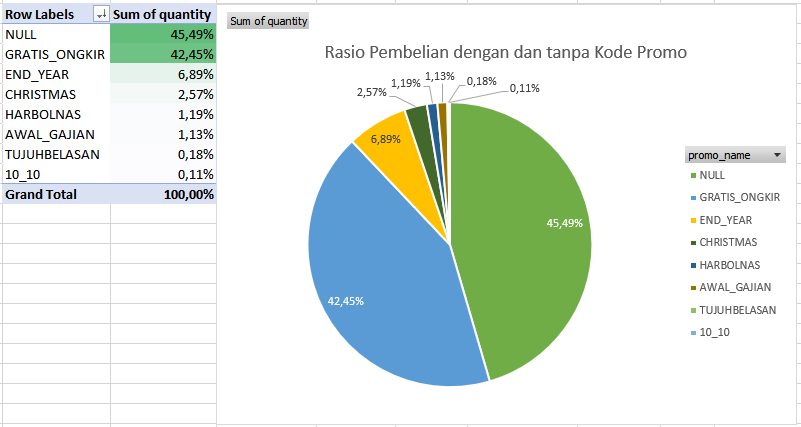 Row Labels Sum of quantity
NULL 45,49%
GRATIS_ONGKIR 42,45%
END_YEAR 6,89%
CHRISTMAS 2,57%
HARBOLNAS 1,19%
AWAL_GAJIAN 1,13%
TUJUHBELASAN 0,18%
10_10 0,11%
Grand Total 100,00%
Sum of quantity
Rasio Pembelian dengan dan tanpa Kode Promo
2,57%
1,19%
1,13%
0,18%
0,11%
6,89%
45,49%
42,45%
promo_name
NULL
GRATIS_ONGKIR
END_YEAR
CHRISTMAS
HARBOLNAS
AWAL_GAJIAN
TUJUHBELASAN
10_10